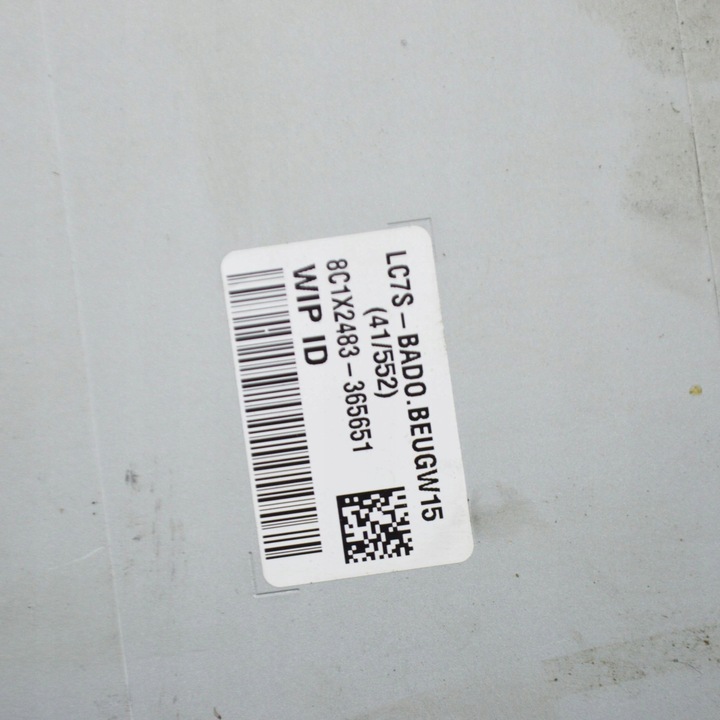 LC7S-BADO.BEUGW15
(41/552)
8C1X2483-365651
WIP ID